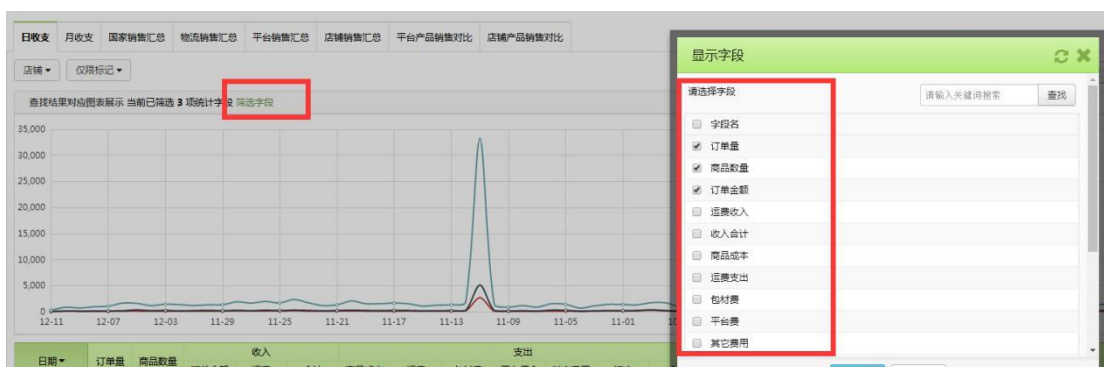 日收支 月收支 国家销售汇总 物流销售汇总 平台销售汇总 店铺销售汇总 平台产品销售对比 店铺产品销售对比
店铺 仅限标记
查找结果对应图表展示 当前已筛选 3 项统计字段 筛选字段
35,000
30,000
25,000
20,000
15,000
10,000
5,000
0
12-11 12-07 12-03 11-29 11-25 11-21 11-17 11-13 11-09 11-05 11-01
日期 订单量 商品数量 收入 支出
显示字段
请选择字段 请输入关键词搜索 查找
字段名
订单量
商品数量
订单金额
运费收入
收入合计
商品成本
运费支出
包材费
平台费
其它费用